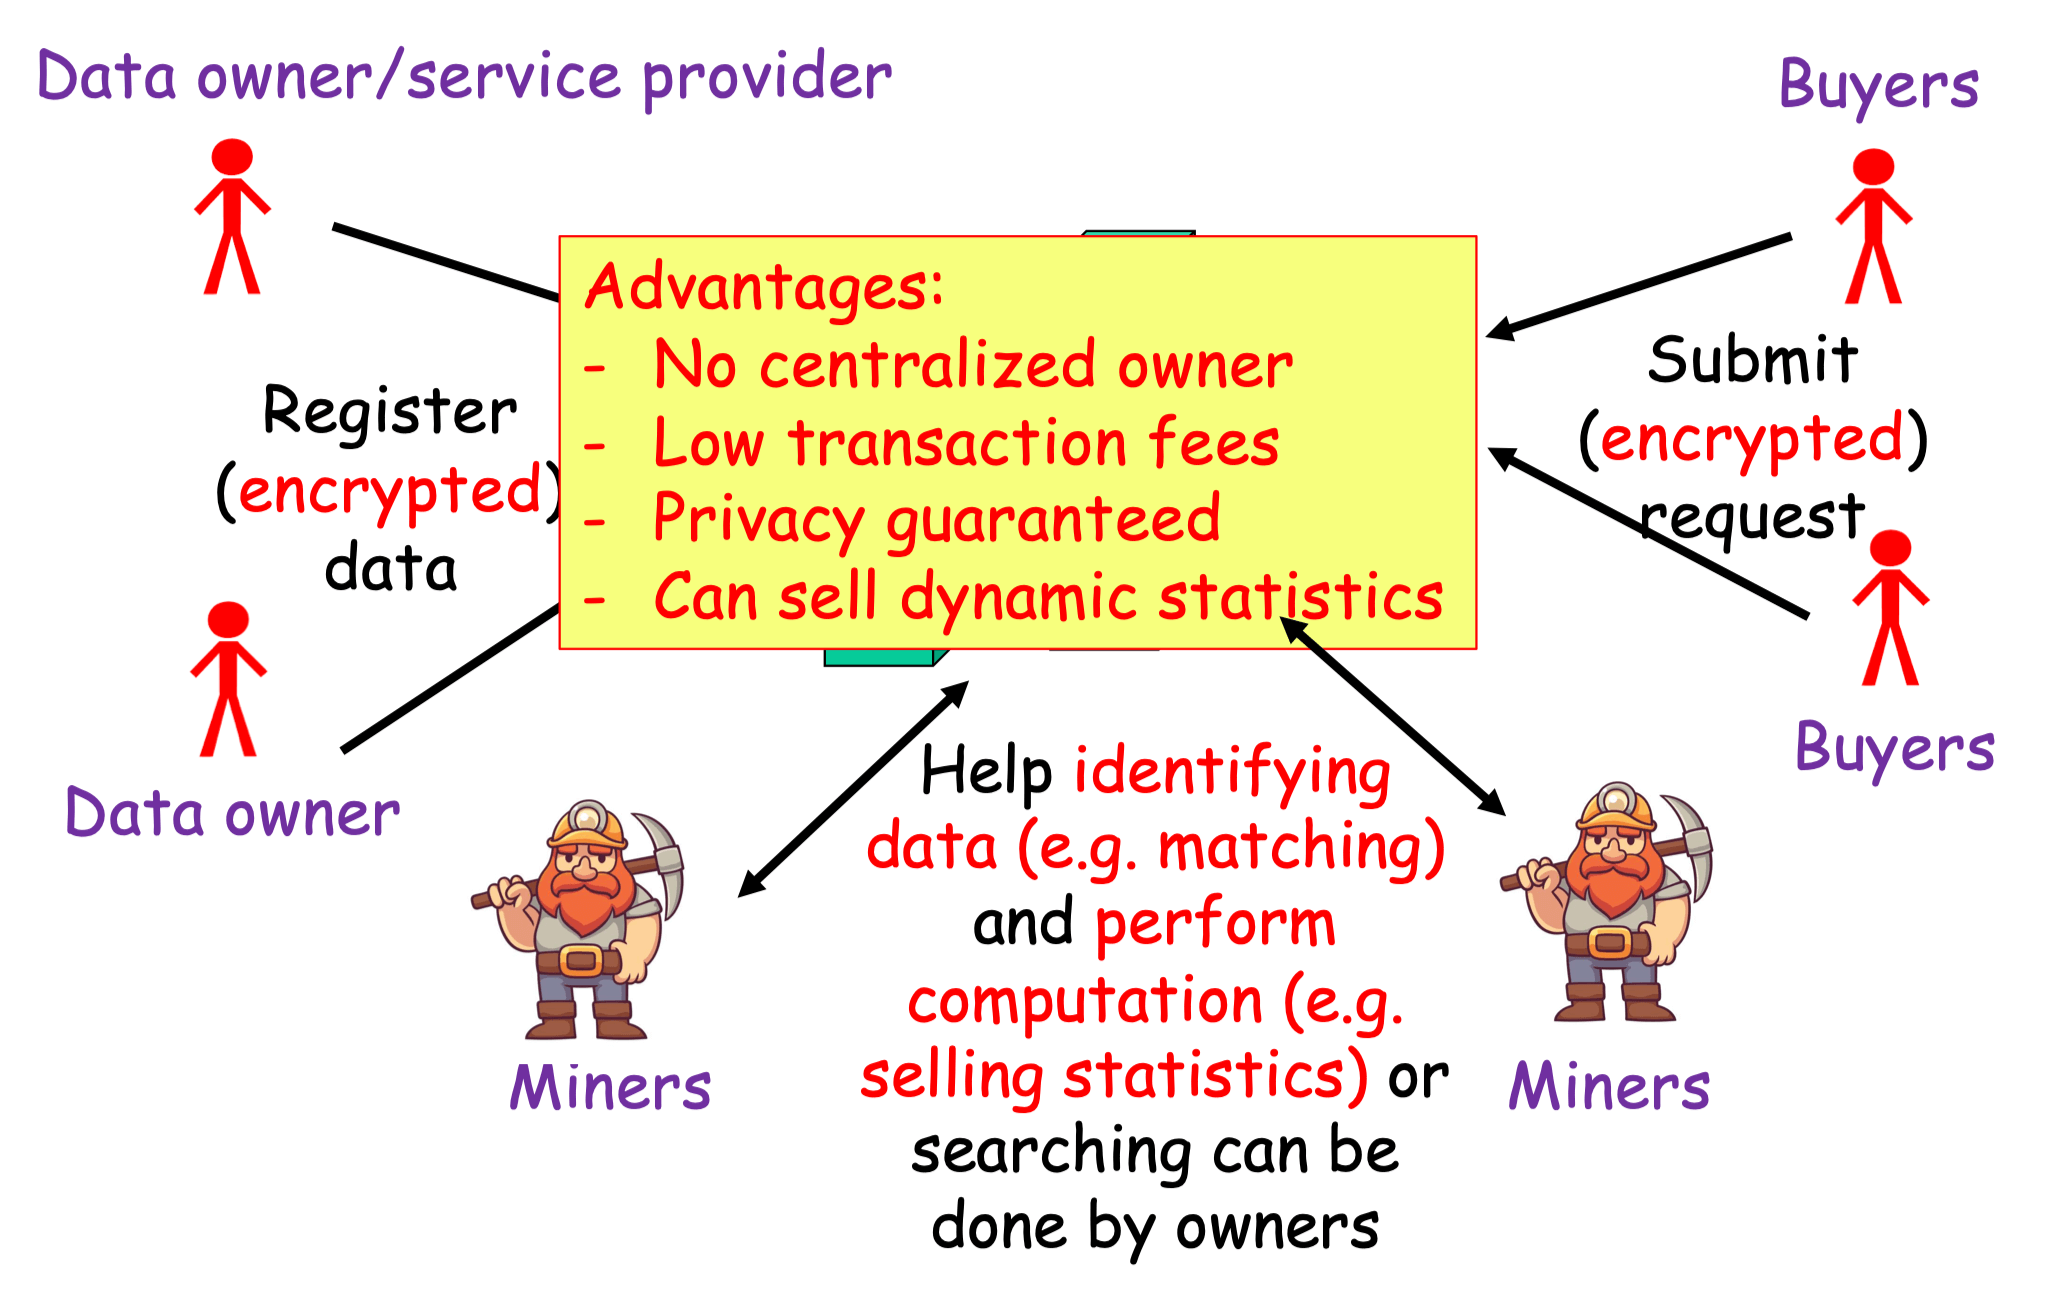 Data owner/service provider
Buyers
Advantages:
- No centralized owner
- Low transaction fees
- Privacy guaranteed
- Can sell dynamic statistics
Register
(encrypted)
data
Submit
(encrypted)
request
Data owner
Buyers
Help identifying
data (e.g. matching)
and perform
computation (e.g.
selling statistics) or
searching can be
done by owners
Miners
Miners